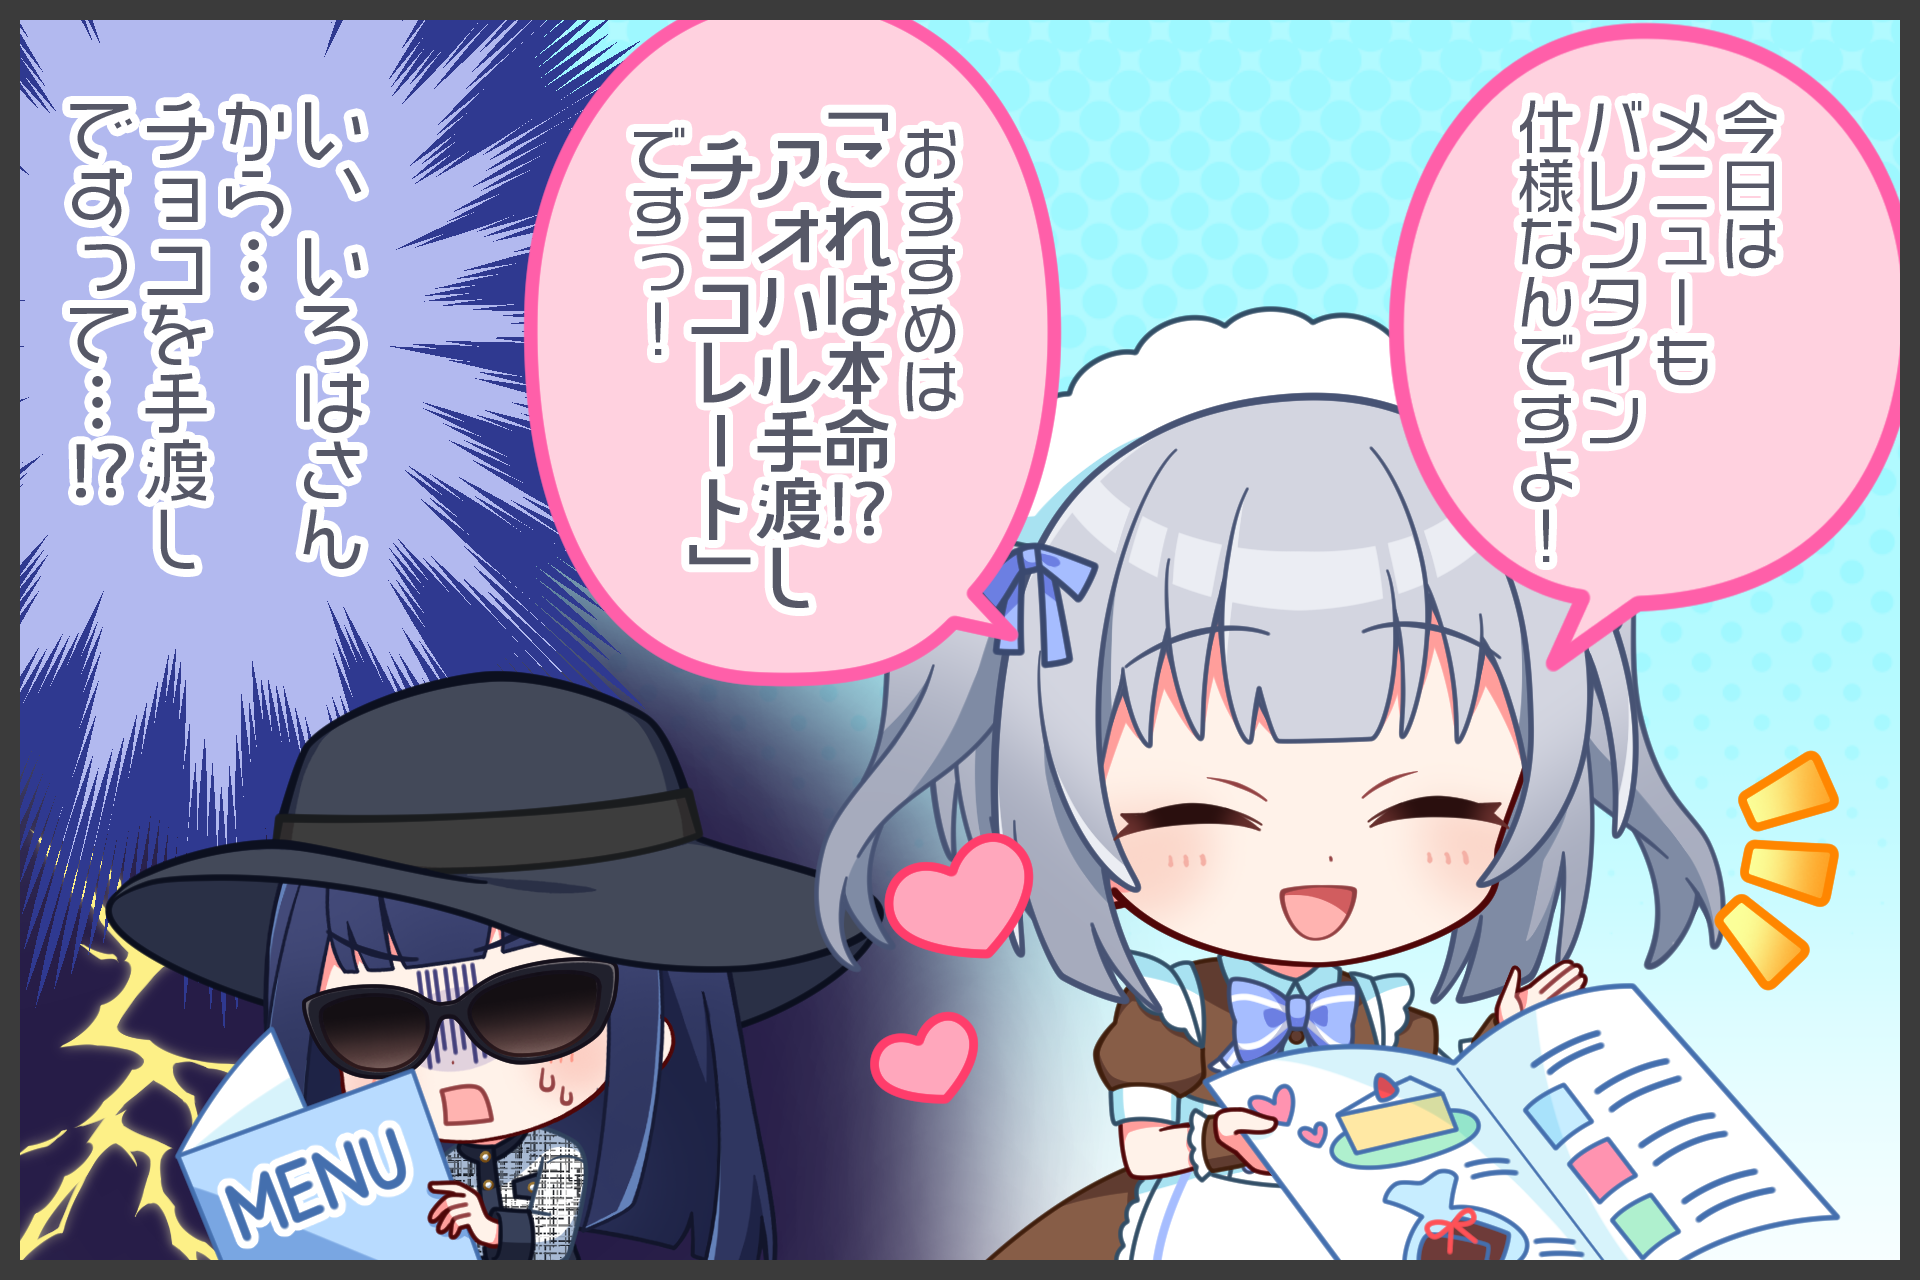 今日は
メニューも
バレンタイン
仕様なんですよ！
おすすめは
「これは本命!?
アオハル手渡し
チョコレート」
ですっ！
い、いろはさん
から…
チョコを手渡し
ですって…!?
MENU